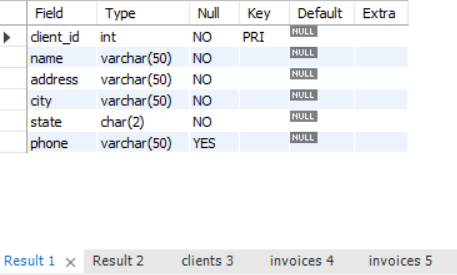 Field Type Null Key Default Extra
client_id int NO PRI NULL
name varchar(50) NO NULL
address varchar(50) NO NULL
city varchar(50) NO NULL
state char(2) NO NULL
phone varchar(50) YES NULL
Result 1 × Result 2 clients 3 invoices 4 invoices 5